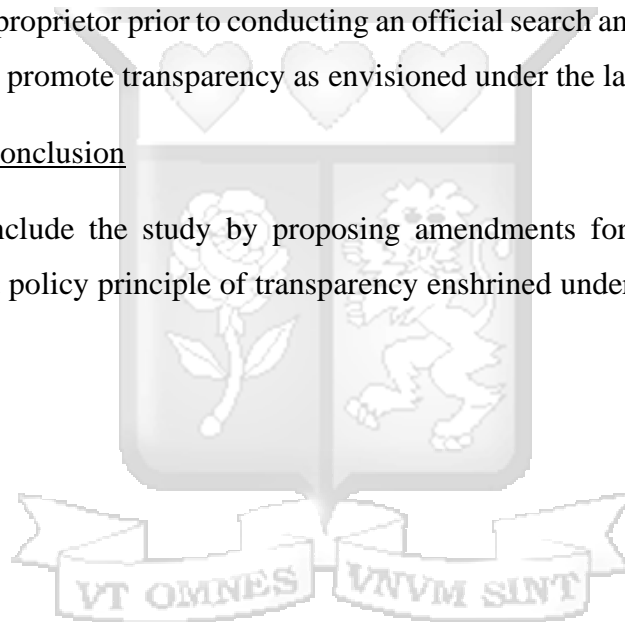 proprietor prior to conducting an official search an
promote transparency as envisioned under the la
onclusion
nclude the study by proposing amendments for
policy principle of transparency enshrined under
VT OMNES VNVM SINT